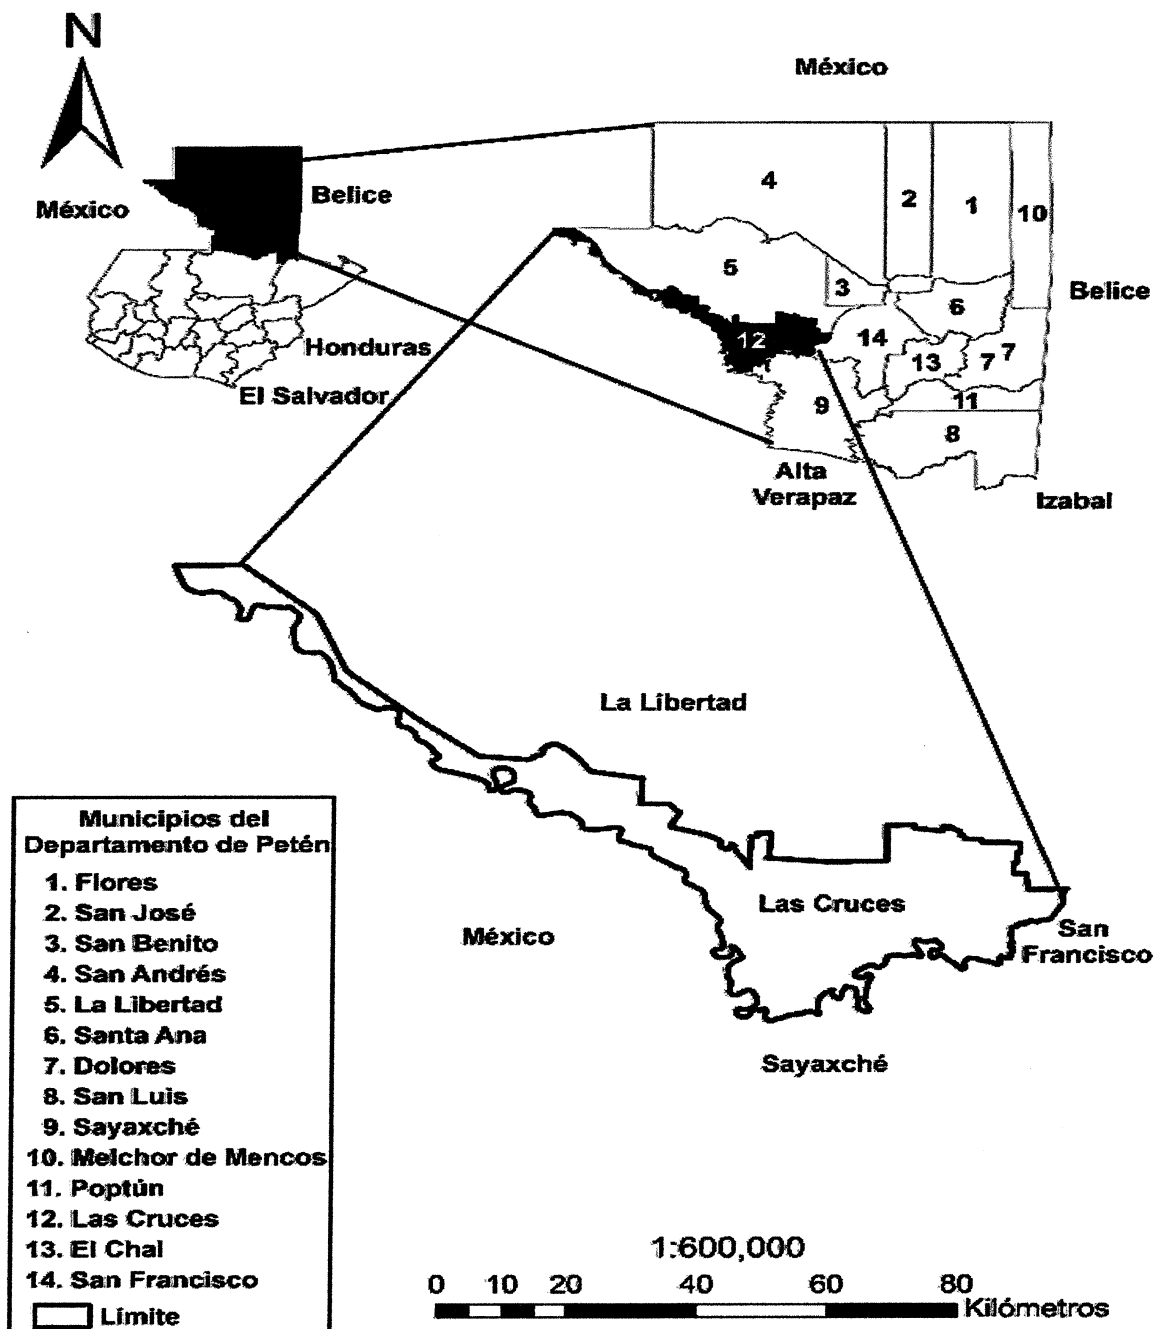 N
México
México
Belice
Honduras
El Salvador
4
2
1
10
5
3
6
Belice
12
14
13
7
7
9
11
8
Alta
Verapaz
Izabal
La Libertad
Las Cruces
México
San
Francisco
Sayaxché
Municipios del
Departamento de Petén
1. Flores
2. San José
3. San Benito
4. San Andrés
5. La Libertad
6. Santa Ana
7. Dolores
8. San Luis
9. Sayaxché
10. Melchor de Mencos
11. Poptún
12. Las Cruces
13. El Chal
14. San Francisco
Límite
1:600,000
0 10 20 40 60 80
Kilómetros